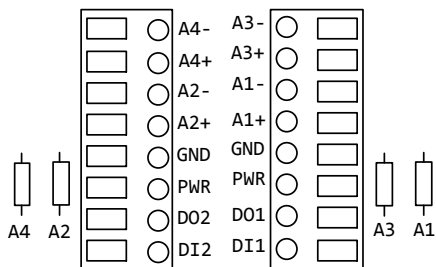 A4- A3-
A4+ A3+
A2- A1-
A2+ A1+
GND GND
PWR PWR
A4 A2 DO2 DO1 A3 A1
DI2 DI1